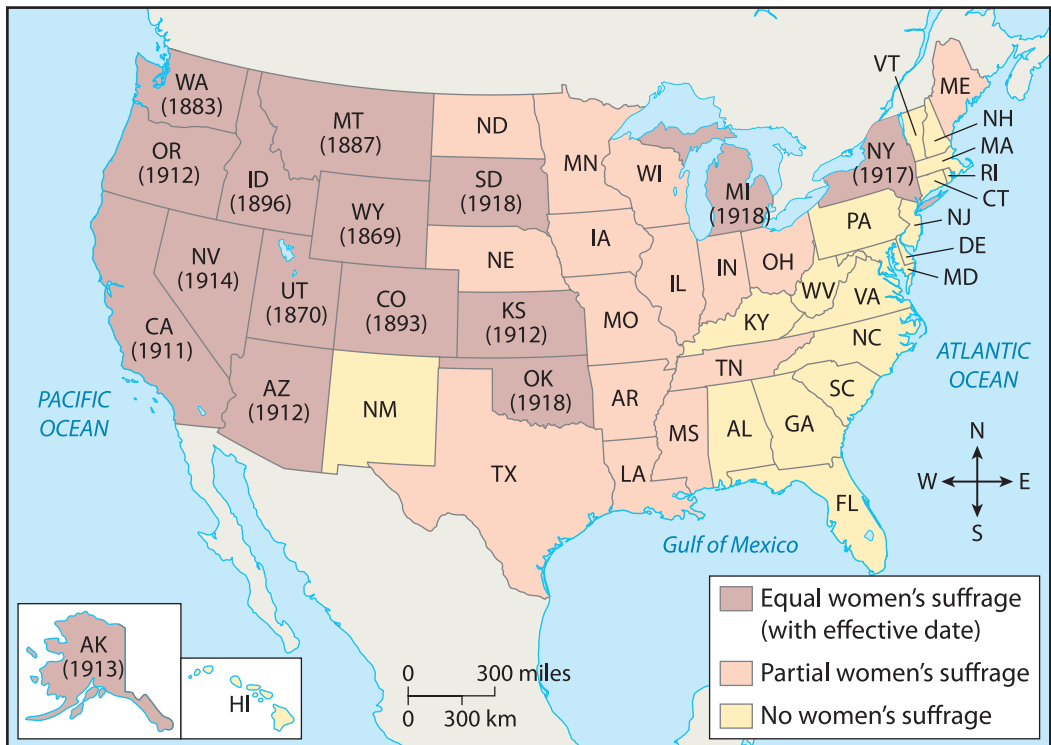 WA
(1883)
MT
(1887)
ND
MN
VT
ME
OR
(1912)
ID
(1896)
WY
(1869)
SD
(1918)
WI
MI
(1918)
NY
(1917)
NH
MA
RI
CT
NV
(1914)
UT
(1870)
CO
(1893)
NE
IA
IL
IN
OH
PA
NJ
DE
MD
CA
(1911)
AZ
(1912)
NM
KS
(1912)
OK
(1918)
MO
KY
WV
VA
NC
TN
SC
AR
MS
AL
GA
TX
LA
FL
PACIFIC
OCEAN
ATLANTIC
OCEAN
Gulf of Mexico
N
W
E
S
AK
(1913)
HI
0
300 miles
0
300 km
Equal women's suffrage
(with effective date)
Partial women's suffrage
No women's suffrage